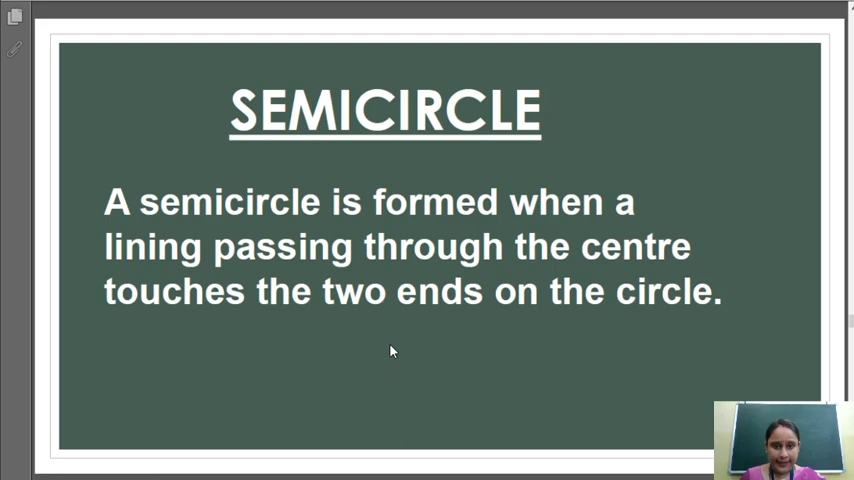 SEMICIRCLE
A semicircle is formed when a
lining passing through the centre
touches the two ends on the circle.